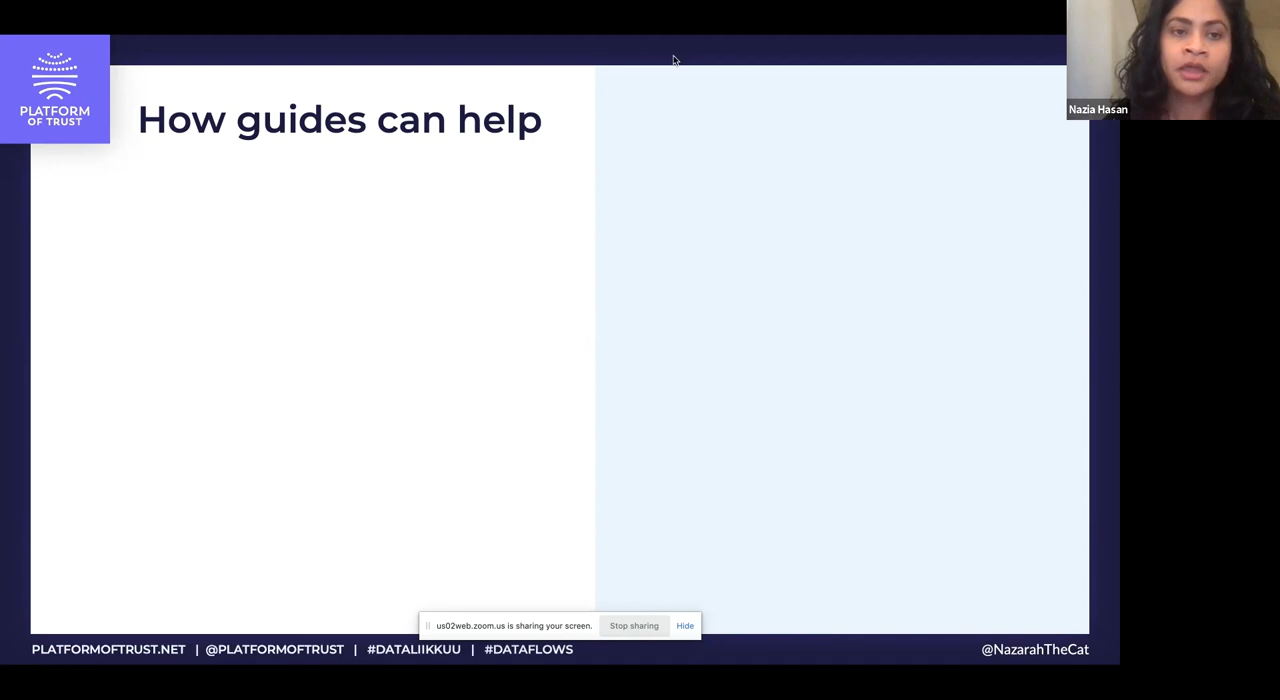 PLATFORM
OF TRUST
How guides can help
Nazia Hasan
us02web.zoom.us is sharing your screen. Stop sharing Hide
PLATFORMOFTRUST.NET | @PLATFORMOFTRUST | #DATALIIKKUU | #DATAFLOWS @NazarahTheCat